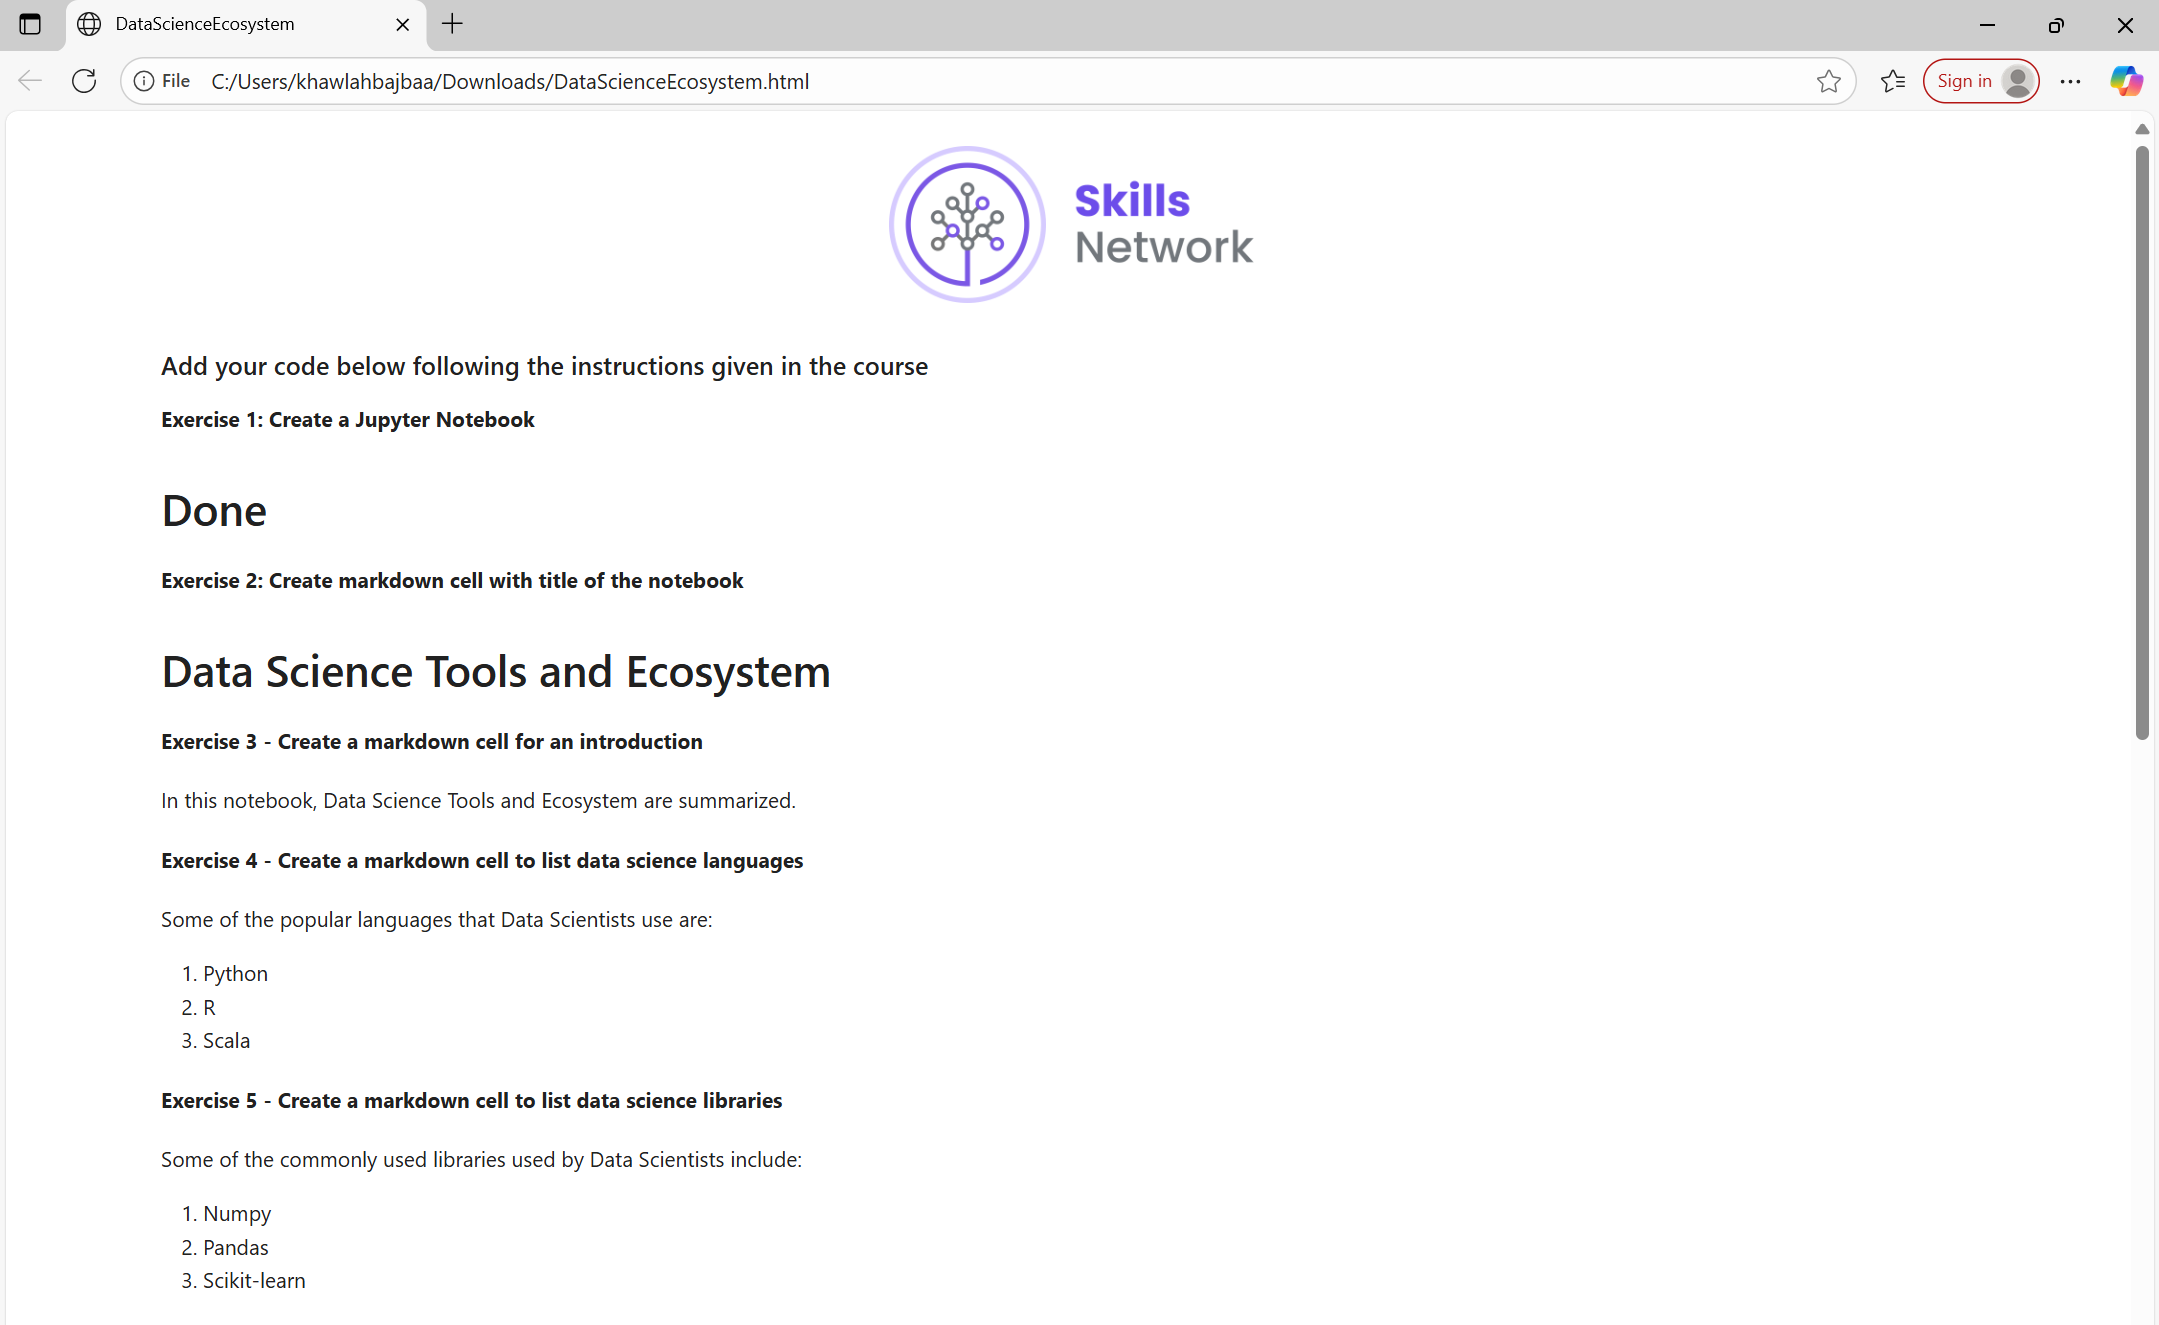 DataScienceEcosystem
File C:/Users/khawlahbajbaa/Downloads/DataScienceEcosystem.html
Sign in
Skills
Network
Add your code below following the instructions given in the course
Exercise 1: Create a Jupyter Notebook
Done
Exercise 2: Create markdown cell with title of the notebook
Data Science Tools and Ecosystem
Exercise 3 - Create a markdown cell for an introduction
In this notebook, Data Science Tools and Ecosystem are summarized.
Exercise 4 - Create a markdown cell to list data science languages
Some of the popular languages that Data Scientists use are:
1. Python
2. R
3. Scala
Exercise 5 - Create a markdown cell to list data science libraries
Some of the commonly used libraries used by Data Scientists include:
1. Numpy
2. Pandas
3. Scikit-learn